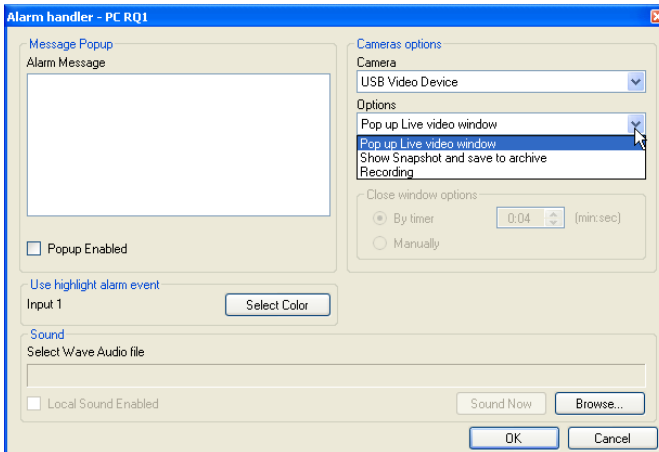 Alarm handler - PC RQ1
Message Popup
Alarm Message
Popup Enabled
Cameras options
Camera
USB Video Device
Options
Pop up Live video window
Pop up Live video window
Show Snapshot and save to archive
Recording
Close window options
By timer
0:04
(min:sec)
Manually
Use highlight alarm event
Input 1
Select Color
Sound
Select Wave Audio file
Local Sound Enabled
Sound Now
Browse...
OK
Cancel